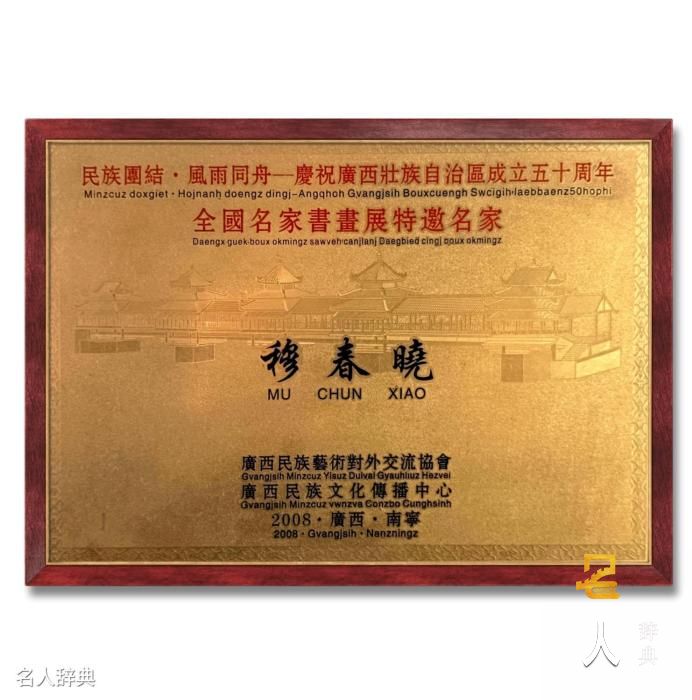 民族團結·風雨同舟—慶祝廣西壯族自治區成立五十周年
Minzcuz doxgiet·Hojnanh doengz dingj-Angqhoh Gvangjsih Bouxcuengh Swcigih laebbaenz50hophi
全國名家書畫展特邀名家
Daengx guek boux okmingz sawveh canjlanj Daegbied cingj boux okmingz
穆春曉
MU CHUN XIAO
廣西民族藝術對外交流協會
Gvangjsih Minzcuz Yisuz Duivai Gyauhliuz Hezvei
廣西民族文化傳播中心
Gvangjsih Minzcuz vwnzva Conzbo Cunghsinh
2008·廣西·南寧
2008·Gvangjsih·Nanzningz
名人辞典
名人辞典